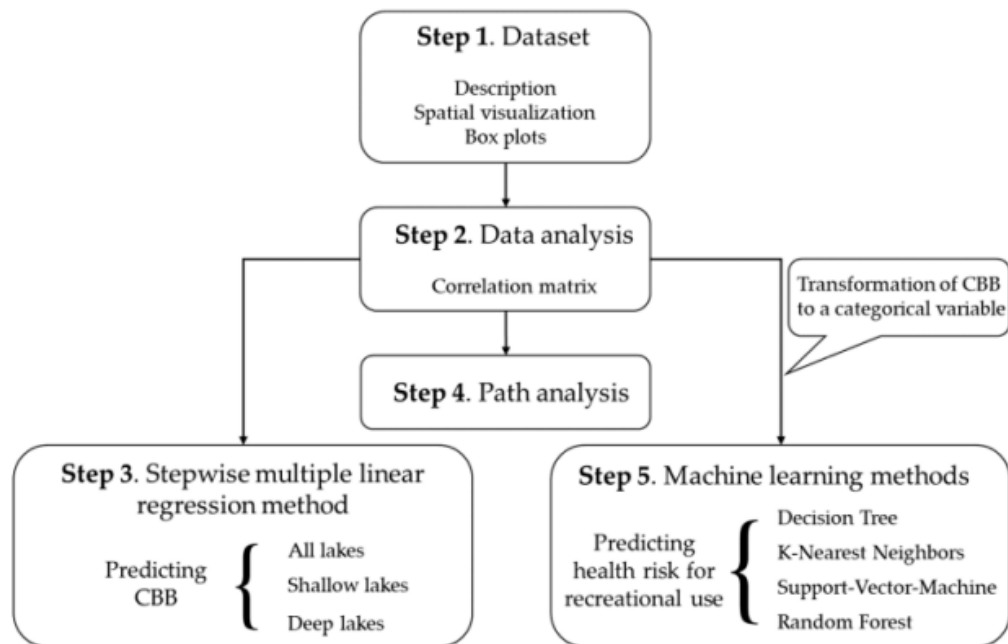 Step 1. Dataset
Description
Spatial visualization
Box plots
Step 2. Data analysis
Correlation matrix
Transformation of CBB
to a categorical variable
Step 4. Path analysis
Step 3. Stepwise multiple linear
regression method
Predicting
CBB
All lakes
Shallow lakes
Deep lakes
Step 5. Machine learning methods
Predicting
health risk for
recreational use
Decision Tree
K-Nearest Neighbors
Support-Vector-Machine
Random Forest